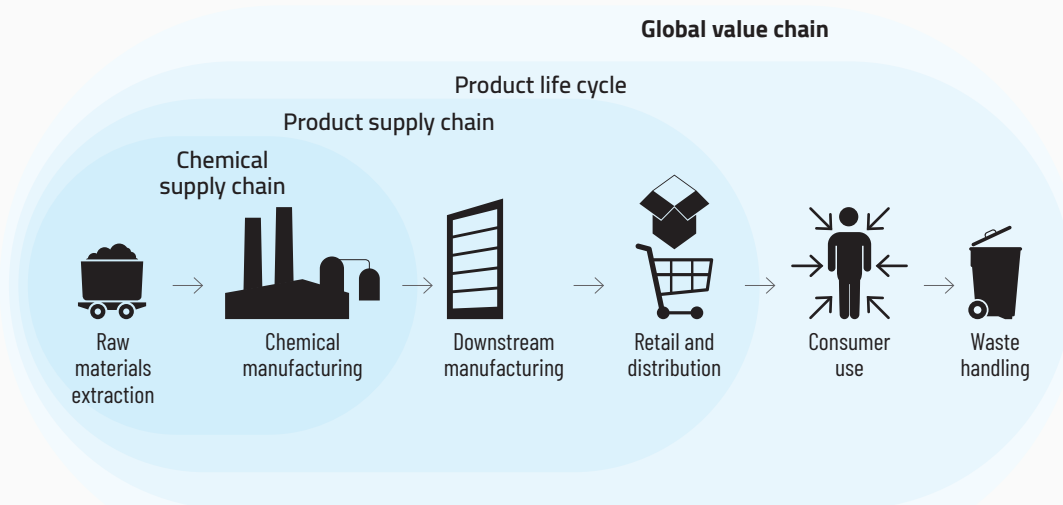 Global value chain
Product life cycle
Product supply chain
Chemical
supply chain
Raw
materials
extraction
Chemical
manufacturing
Downstream
manufacturing
Retail and
distribution
Consumer
use
Waste
handling